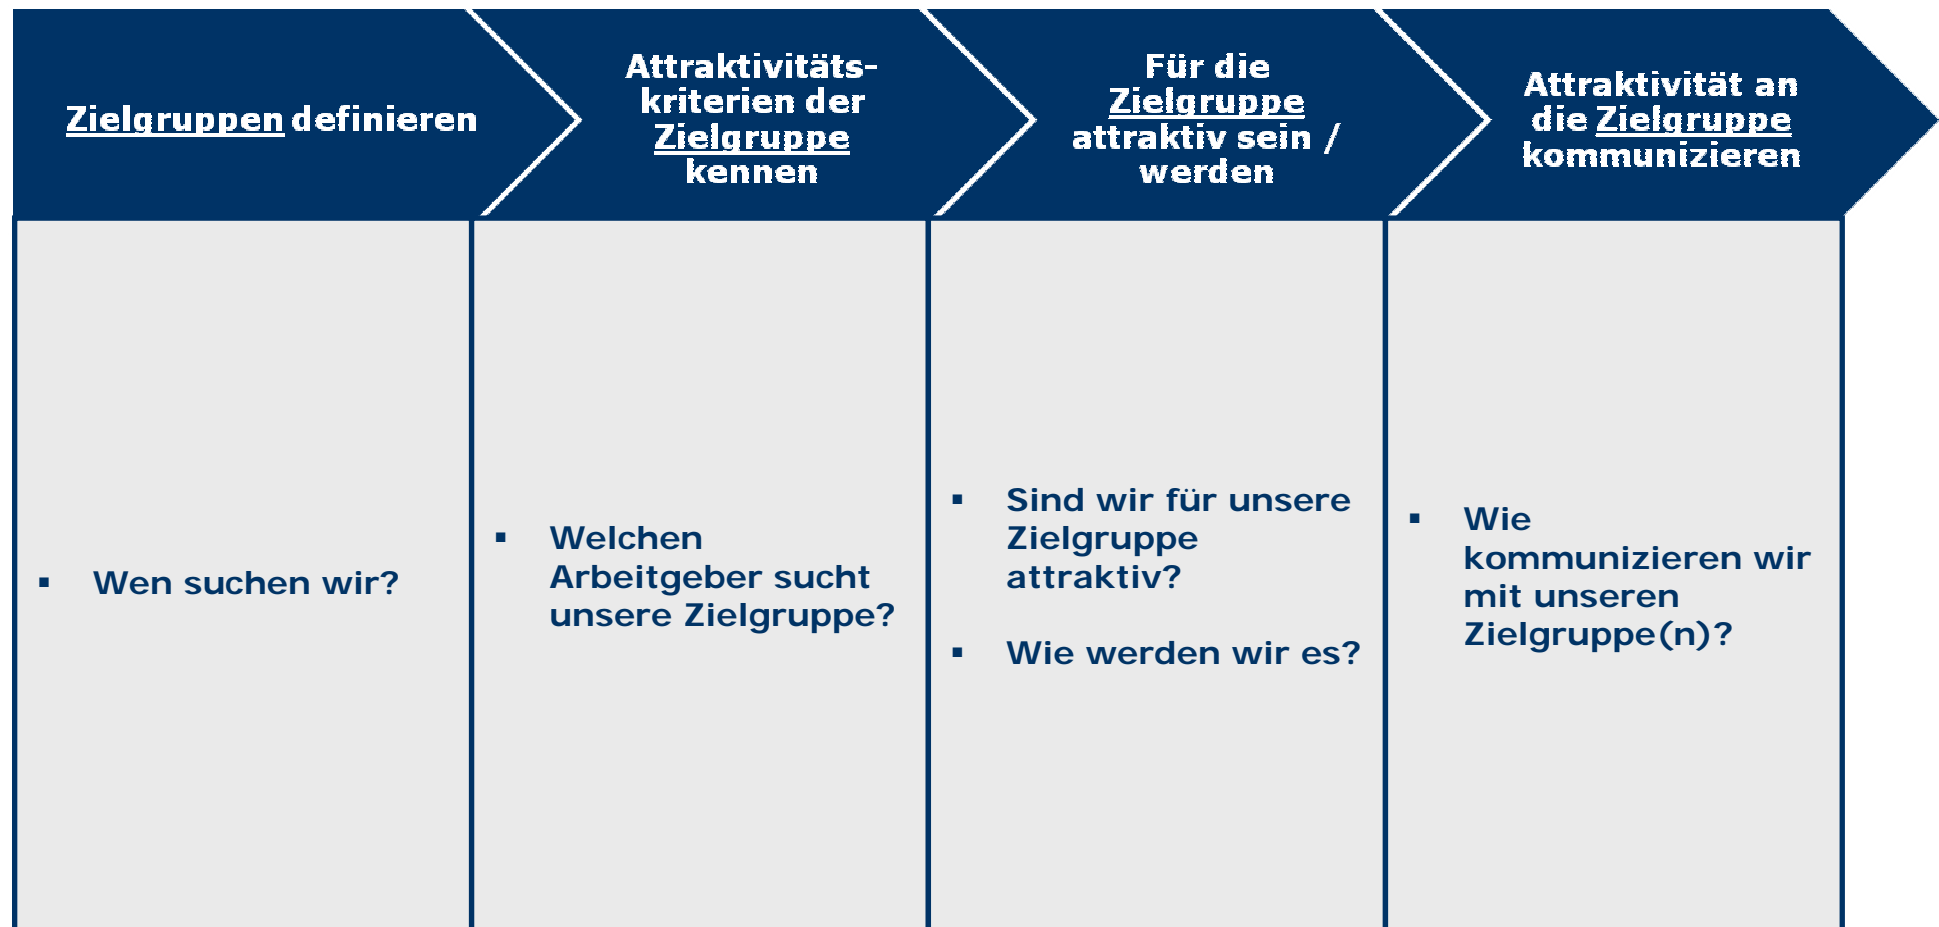 Zielgruppen definieren
Attraktivitäts-
kriterien der
Zielgruppe
kennen
Für die
Zielgruppe
attraktiv sein /
werden
Attraktivität an
die Zielgruppe
kommunizieren
▪ Wen suchen wir?
▪ Welchen
Arbeitgeber sucht
unsere Zielgruppe?
▪ Sind wir für unsere
Zielgruppe
attraktiv?
▪ Wie werden wir es?
▪ Wie
kommunizieren wir
mit unseren
Zielgruppe(n)?